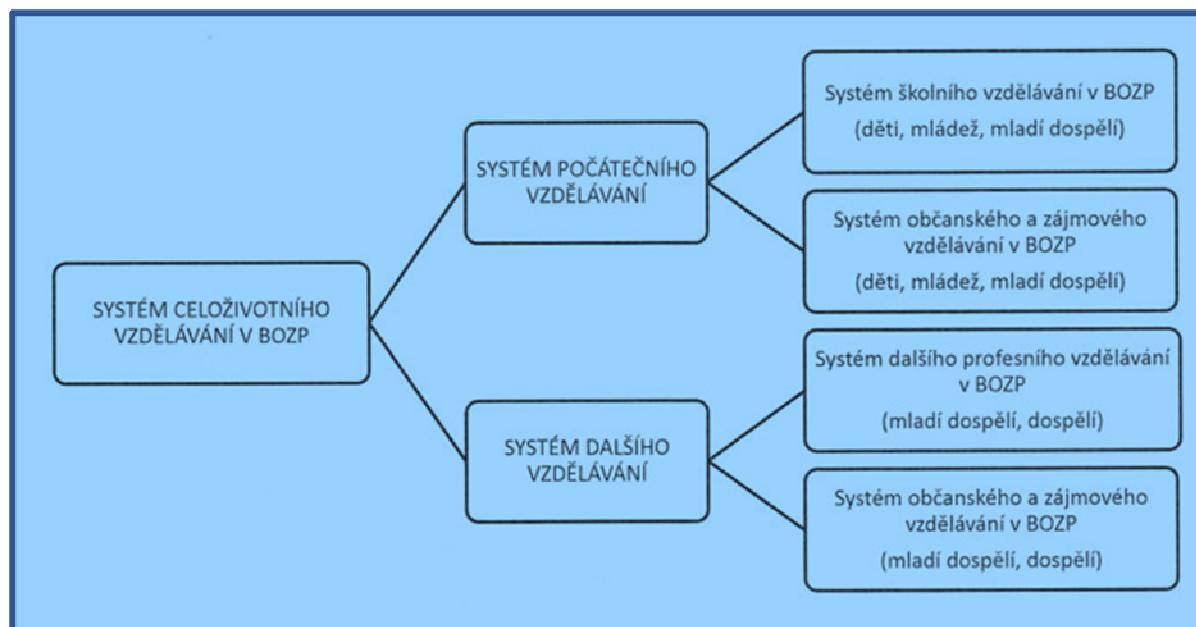 SYSTÉM CELOŽIVOTNÍHO
VZDĚLÁVÁNÍ V BOZP
SYSTÉM POČÁTEČNÍHO
VZDĚLÁVÁNÍ
Systém školního vzdělávání v BOZP
(děti, mládež, mladí dospělí)
Systém občanského a zájmového
vzdělávání v BOZP
(děti, mládež, mladí dospělí)
SYSTÉM DALŠÍHO
VZDĚLÁVÁNÍ
Systém dalšího profesního vzdělávání
v BOZP
(mladí dospělí, dospělí)
Systém občanského a zájmového
vzdělávání v BOZP
(mladí dospělí, dospělí)